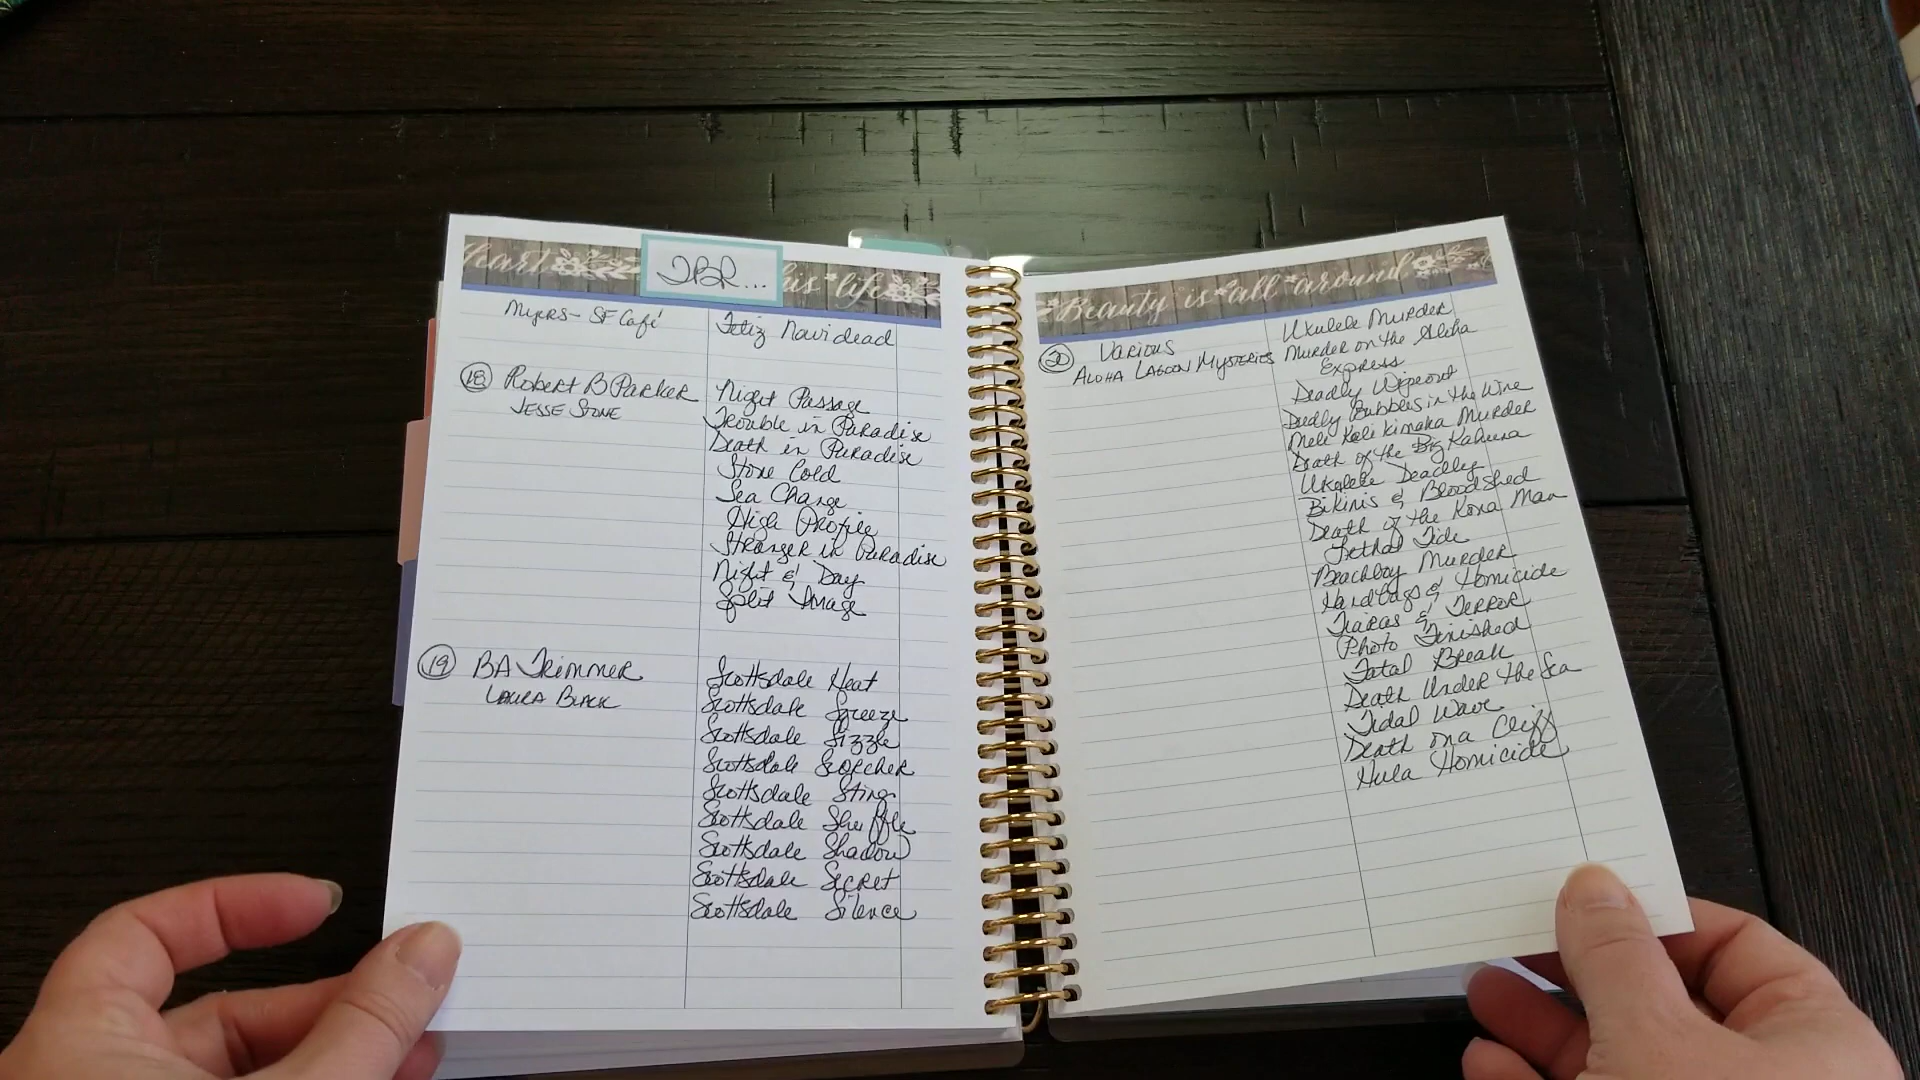 heart
TBR...
his life
Myers - SF Café
Feliz Navidead
18 Robert B Parker
Jesse Stone
Night Passage
Trouble in Paradise
Death in Paradise
Stone Cold
Sea Change
High Profile
Stranger in Paradise
Night & Day
Split Image
19 BA Trimmer
Laura Black
Scottsdale Heat
Scottsdale Squeeze
Scottsdale Sizzle
Scottsdale Scorcher
Scottsdale Sting
Scottsdale Shuffle
Scottsdale Shadow
Scottsdale Secret
Scottsdale Silence
Beauty is all around
20 Various
Aloha Lagoon Mysteries
Ukulele Murder
Murder on the Aloha
Express
Deadly Wipeout
Deadly Bubbles in the Wine
Mele Kalikimaka Murder
Death of the Big Kahuna
Ukulele Deadly
Bikinis & Bloodshed
Death of the Kona Man
Lethal Tide
Beachboy Murder
Handbags & Homicide
Tiaras & Terror
Photo Finished
Fatal Break
Death Under the Sea
Tidal Wave
Death on a Cliff
Hula Homicide